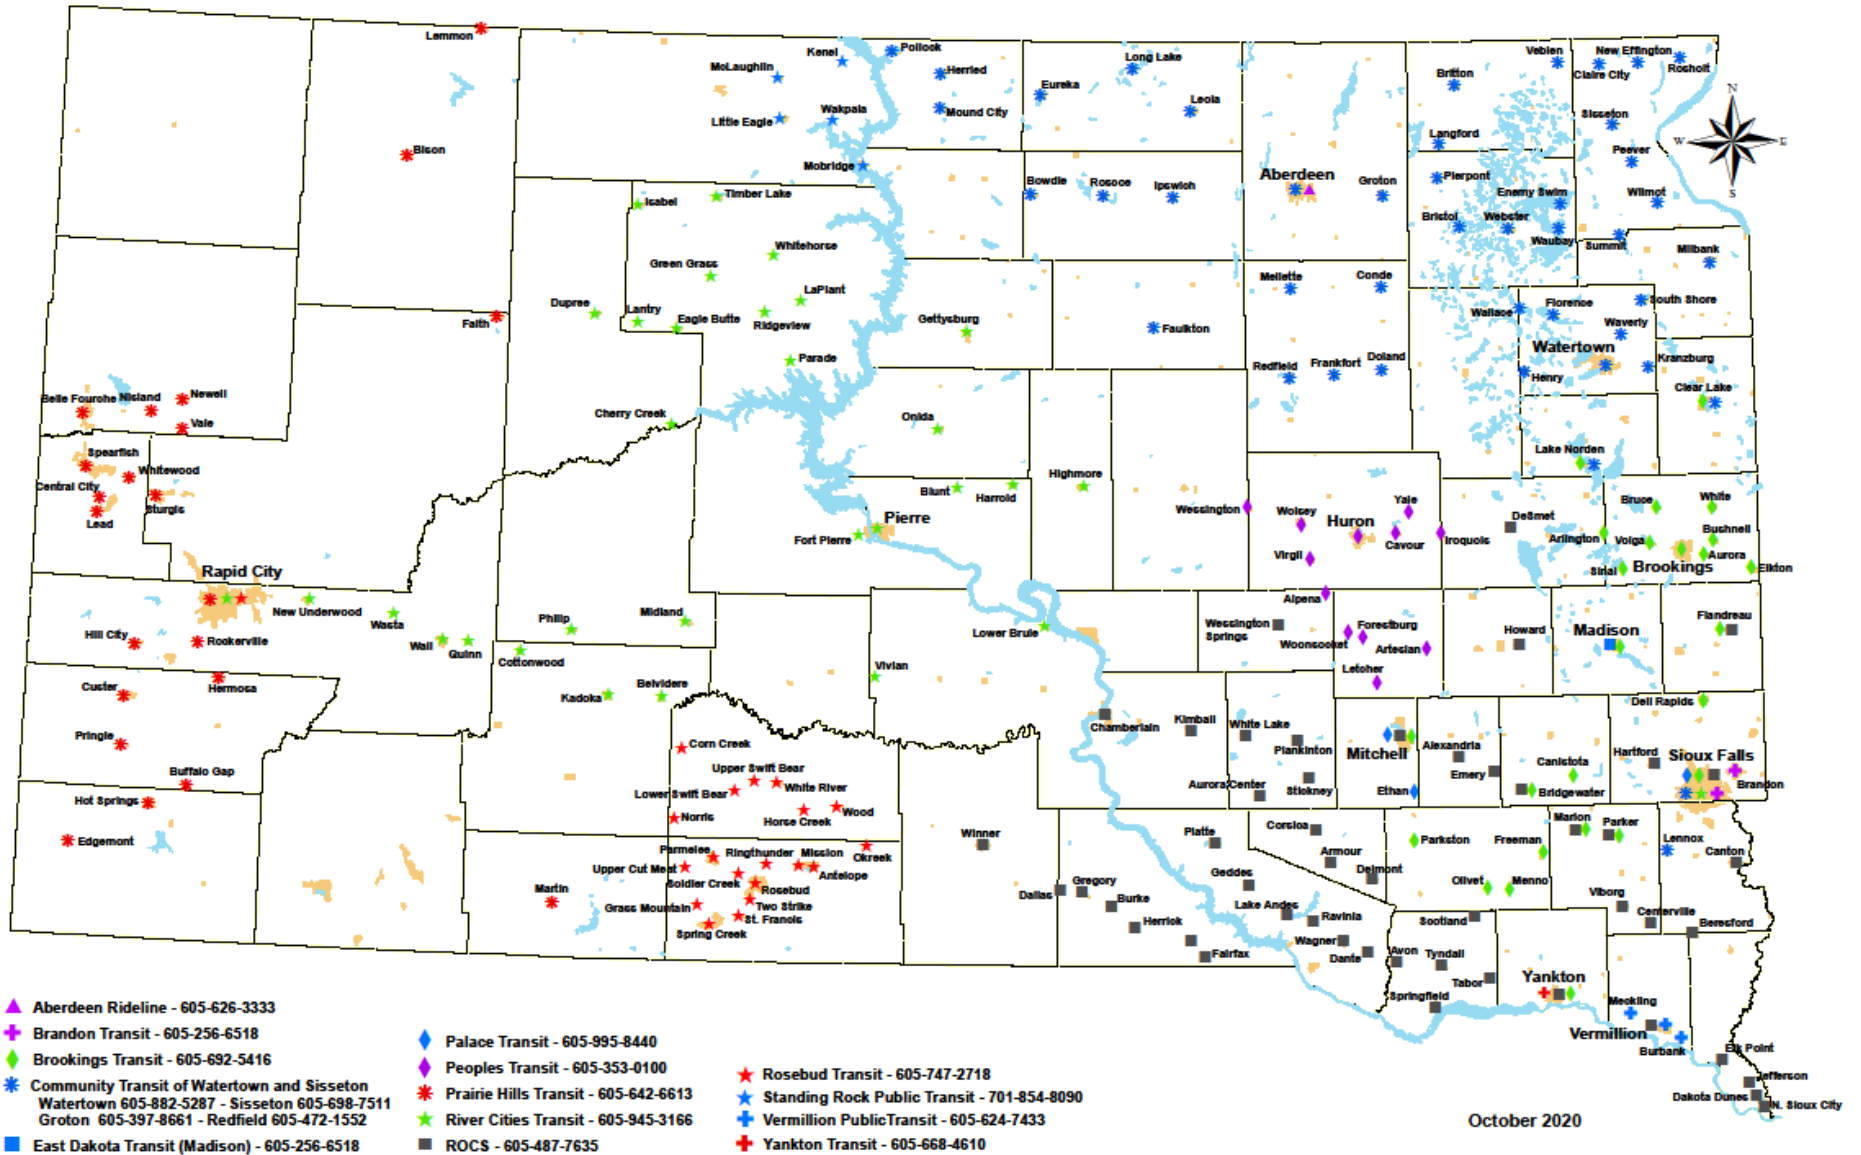 Lemmon
Kenel
Pollock
McLaughlin
Herried
Long Lake
Eureka
Veblen
New Effington
Claire City
Rosholt
Britton
N
Little Eagle
Wakpala
Mound City
Leola
Sisseton
Langford
W
E
Bison
Mobridge
Peever
S
Isabel
Timber Lake
Bowdle
Roscoe
Ipswich
Aberdeen
Groton
Pierpont
Enemy Swim
Wilmot
Bristol
Webster
Waubay
Summit
Milbank
Whitehorse
Green Grass
LaPlant
Mellette
Conde
Dupree
Lantry
Eagle Butte
Ridgeview
Gettysburg
Faulkton
Wallace
Florence
South Shore
Waverly
Faith
Watertown
Kranzburg
Parade
Redfield
Frankfort
Doland
Henry
Clear Lake
Belle Fourche
Nisland
Newell
Vale
Cherry Creek
Onida
Lake Norden
Spearfish
Whitewood
Central City
Sturgis
Lead
Blunt
Harrold
Highmore
Wessington
Wolsey
Yale
Huron
Cavour
Iroquois
Virgil
DeSmet
Bruce
White
Arlington
Volga
Bushnell
Aurora
Sinai
Brookings
Elkton
Pierre
Fort Pierre
Rapid City
New Underwood
Wasta
Hill City
Rockerville
Wall
Quinn
Cottonwood
Philip
Midland
Lower Brule
Alpena
Wessington
Springs
Woonsocket
Forestburg
Artesian
Letcher
Howard
Madison
Flandreau
Custer
Hermosa
Kadoka
Belvidere
Vivian
Dell Rapids
Pringle
Chamberlain
Kimball
White Lake
Plankinton
Mitchell
Alexandria
Emery
Canistota
Hartford
Sioux Falls
Brandon
Buffalo Gap
Hot Springs
Edgemont
Corn Creek
Upper Swift Bear
Lower Swift Bear
White River
Norris
Horse Creek
Wood
Aurora Center
Stickney
Ethan
Bridgewater
Winner
Platte
Corsica
Armour
Delmont
Parkston
Freeman
Marion
Parker
Lennox
Canton
Parmelee
Ringthunder
Mission
Okreek
Upper Cut Meat
Soldier Creek
Antelope
Rosebud
Martin
Grass Mountain
Two Strike
St. Francis
Spring Creek
Dallas
Gregory
Burke
Herrick
Fairfax
Geddes
Lake Andes
Ravinia
Wagner
Dante
Olivet
Menno
Viborg
Centerville
Beresford
Scotland
Avon
Tyndall
Tabor
Springfield
Yankton
Meckling
Vermillion
Burbank
Elk Point
Jefferson
Dakota Dunes
N. Sioux City
Aberdeen Rideline - 605-626-3333
Brandon Transit - 605-256-6518
Brookings Transit - 605-692-5416
Community Transit of Watertown and Sisseton
Watertown 605-882-5287 - Sisseton 605-698-7511
Groton 605-397-8661 - Redfield 605-472-1552
East Dakota Transit (Madison) - 605-256-6518
Palace Transit - 605-995-8440
Peoples Transit - 605-353-0100
Prairie Hills Transit - 605-642-6613
River Cities Transit - 605-945-3166
ROCS - 605-487-7635
Rosebud Transit - 605-747-2718
Standing Rock Public Transit - 701-854-8090
Vermillion PublicTransit - 605-624-7433
Yankton Transit - 605-668-4610
October 2020